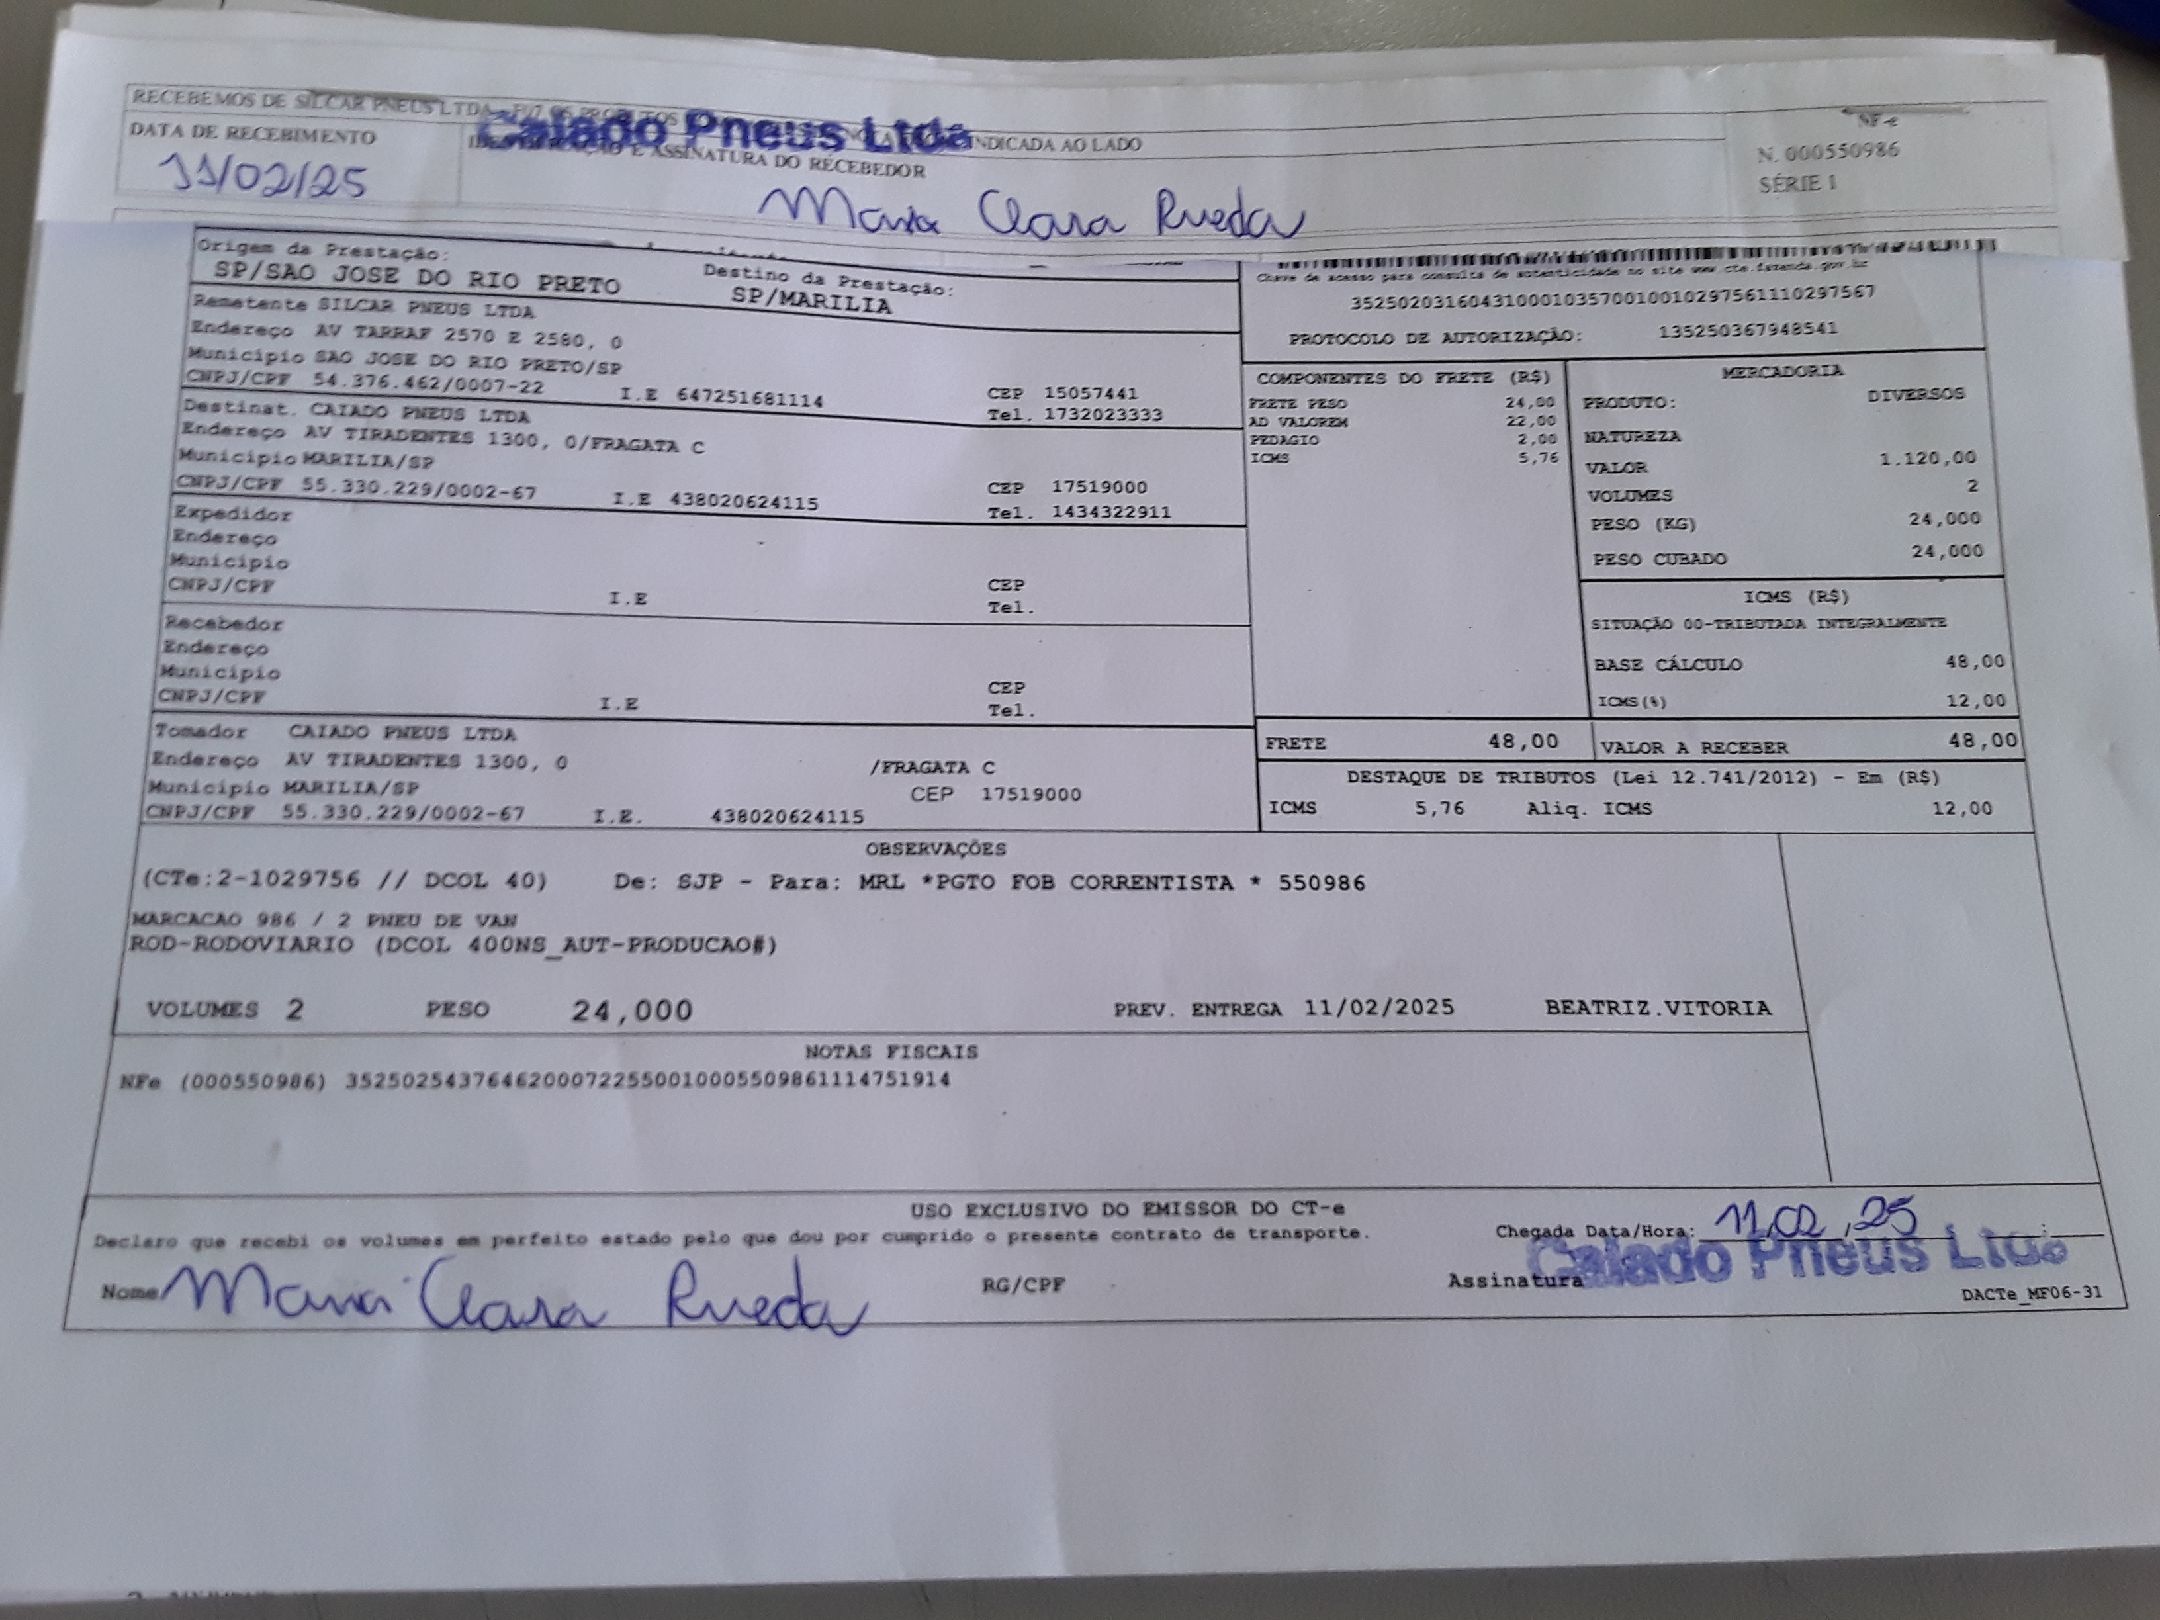 RECEBEMOS DE SILCAR PNEUS LTDA OS PRODUTOS INDICADA AO LADO
Caiado Pneus Ltda
DATA DE RECEBIMENTO
E ASSINATURA DO RECEBEDOR
11/02/25
Maria Clara Rueda
NF-e
N. 000550986
SÉRIE 1
Origem da Prestação:
SP/SAO JOSE DO RIO PRETO
Destino da Prestação:
SP/MARILIA
Chave de acesso para consulta de autenticidade no site www.cte.fazenda.gov.br
35250203160431000103570010010297561110297567
PROTOCOLO DE AUTORIZAÇÃO: 135250367948541
Remetente SILCAR PNEUS LTDA
Endereço AV TARRAF 2570 E 2580, 0
Município SAO JOSE DO RIO PRETO/SP
CNPJ/CPF 54.376.462/0007-22 I.E 647251681114
CEP 15057441
Tel. 1732023333
Destinat. CAIADO PNEUS LTDA
Endereço AV TIRADENTES 1300, 0/FRAGATA C
Município MARILIA/SP
CNPJ/CPF 55.330.229/0002-67 I.E 438020624115
CEP 17519000
Tel. 1434322911
Expedidor
Endereço
Município
CNPJ/CPF I.E
CEP
Tel.
Recebedor
Endereço
Município
CNPJ/CPF I.E
CEP
Tel.
Tomador CAIADO PNEUS LTDA
Endereço AV TIRADENTES 1300, 0 /FRAGATA C
Município MARILIA/SP CEP 17519000
CNPJ/CPF 55.330.229/0002-67 I.E. 438020624115
COMPONENTES DO FRETE (R$)
FRETE PESO 24,00
AD VALOREM 22,00
PEDAGIO 2,00
ICMS 5,76
MERCADORIA
PRODUTO: DIVERSOS
NATUREZA
VALOR 1.120,00
VOLUMES 2
PESO (KG) 24,000
PESO CUBADO 24,000
ICMS (R$)
SITUAÇÃO 00-TRIBUTADA INTEGRALMENTE
BASE CÁLCULO 48,00
ICMS(%) 12,00
FRETE 48,00
VALOR A RECEBER 48,00
DESTAQUE DE TRIBUTOS (Lei 12.741/2012) - Em (R$)
ICMS 5,76 Aliq. ICMS 12,00
OBSERVAÇÕES
(CTe:2-1029756 // DCOL 40) De: SJP - Para: MRL *PGTO FOB CORRENTISTA * 550986
MARCACAO 986 / 2 PNEU DE VAN
ROD-RODOVIARIO (DCOL 400NS_AUT-PRODUCAO#)
VOLUMES 2 PESO 24,000 PREV. ENTREGA 11/02/2025 BEATRIZ.VITORIA
NOTAS FISCAIS
NFe (000550986) 35250254376462000722550010005509861114751914
USO EXCLUSIVO DO EMISSOR DO CT-e
Declaro que recebi os volumes em perfeito estado pelo que dou por cumprido o presente contrato de transporte.
Chegada Data/Hora: 11,02,25 :
Nome Maria Clara Rueda RG/CPF
Assinatura Caiado Pneus Ltda
DACTe_MF06-31